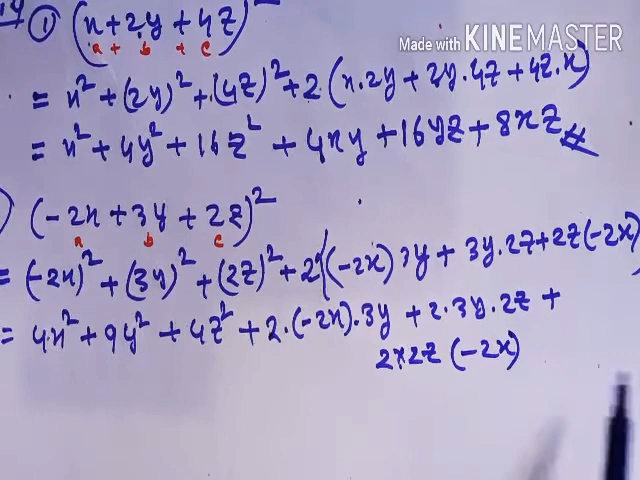 ① (x+2y+4z)²
a + b + c
Made with KINEMASTER
= x²+(2y)²+(4z)²+2.(x.2y+2y.4z+4z.x)
= x²+4y²+16z²+4xy+16yz+8xz
(-2x+3y+2z)²
a b c
= (-2x)²+(3y)²+(2z)²+2{(-2x)3y+3y.2z+2z(-2x)
= 4x²+9y²+4z²+2.(-2x).3y+2.3y.2z+
2×2z(-2x)